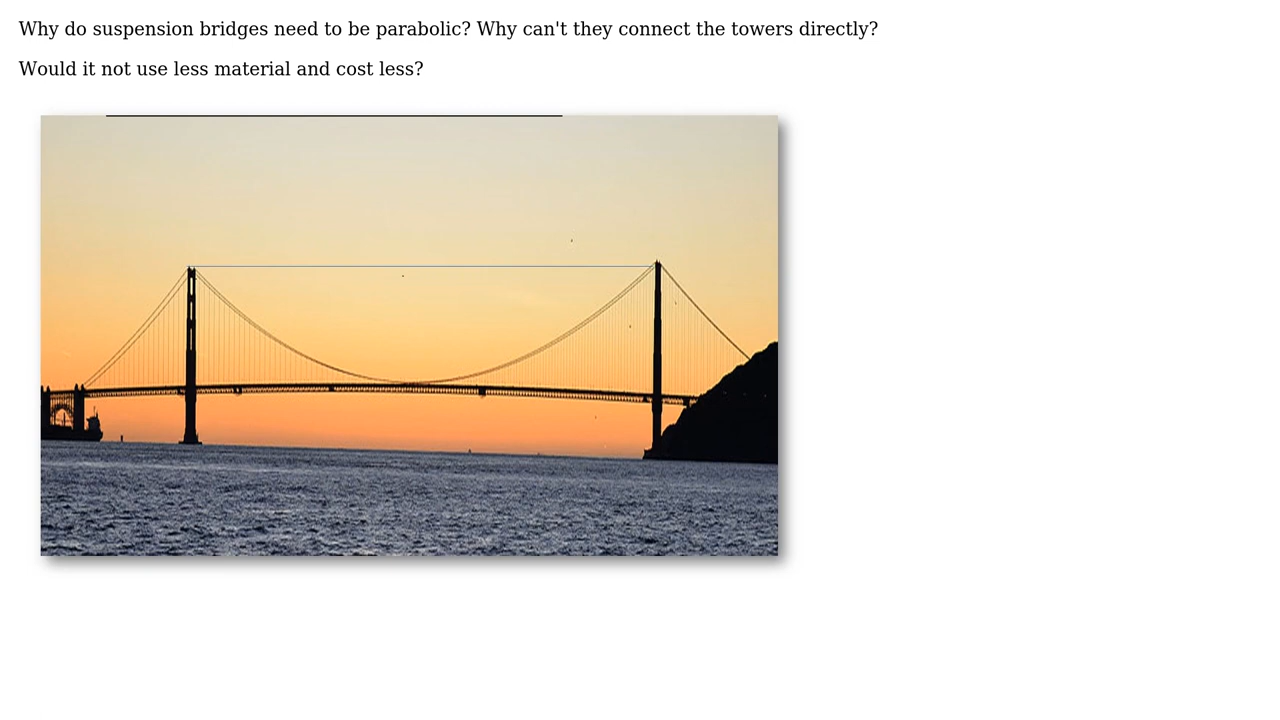 Why do suspension bridges need to be parabolic? Why can't they connect the towers directly?
Would it not use less material and cost less?